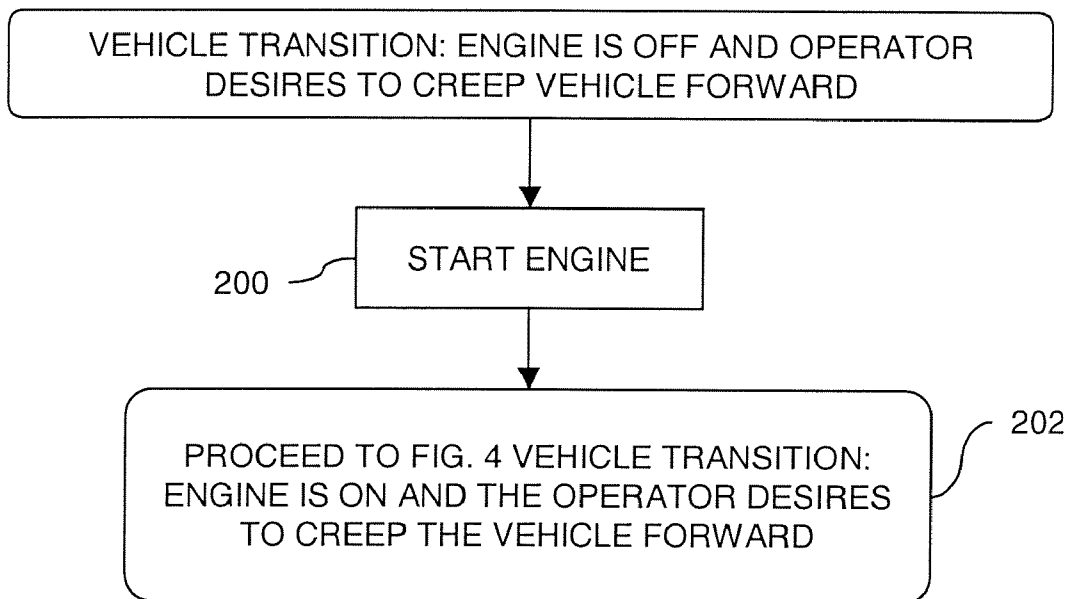 VEHICLE TRANSITION: ENGINE IS OFF AND OPERATOR
DESIRES TO CREEP VEHICLE FORWARD
START ENGINE
200
PROCEED TO FIG. 4 VEHICLE TRANSITION:
ENGINE IS ON AND THE OPERATOR DESIRES
TO CREEP THE VEHICLE FORWARD
202